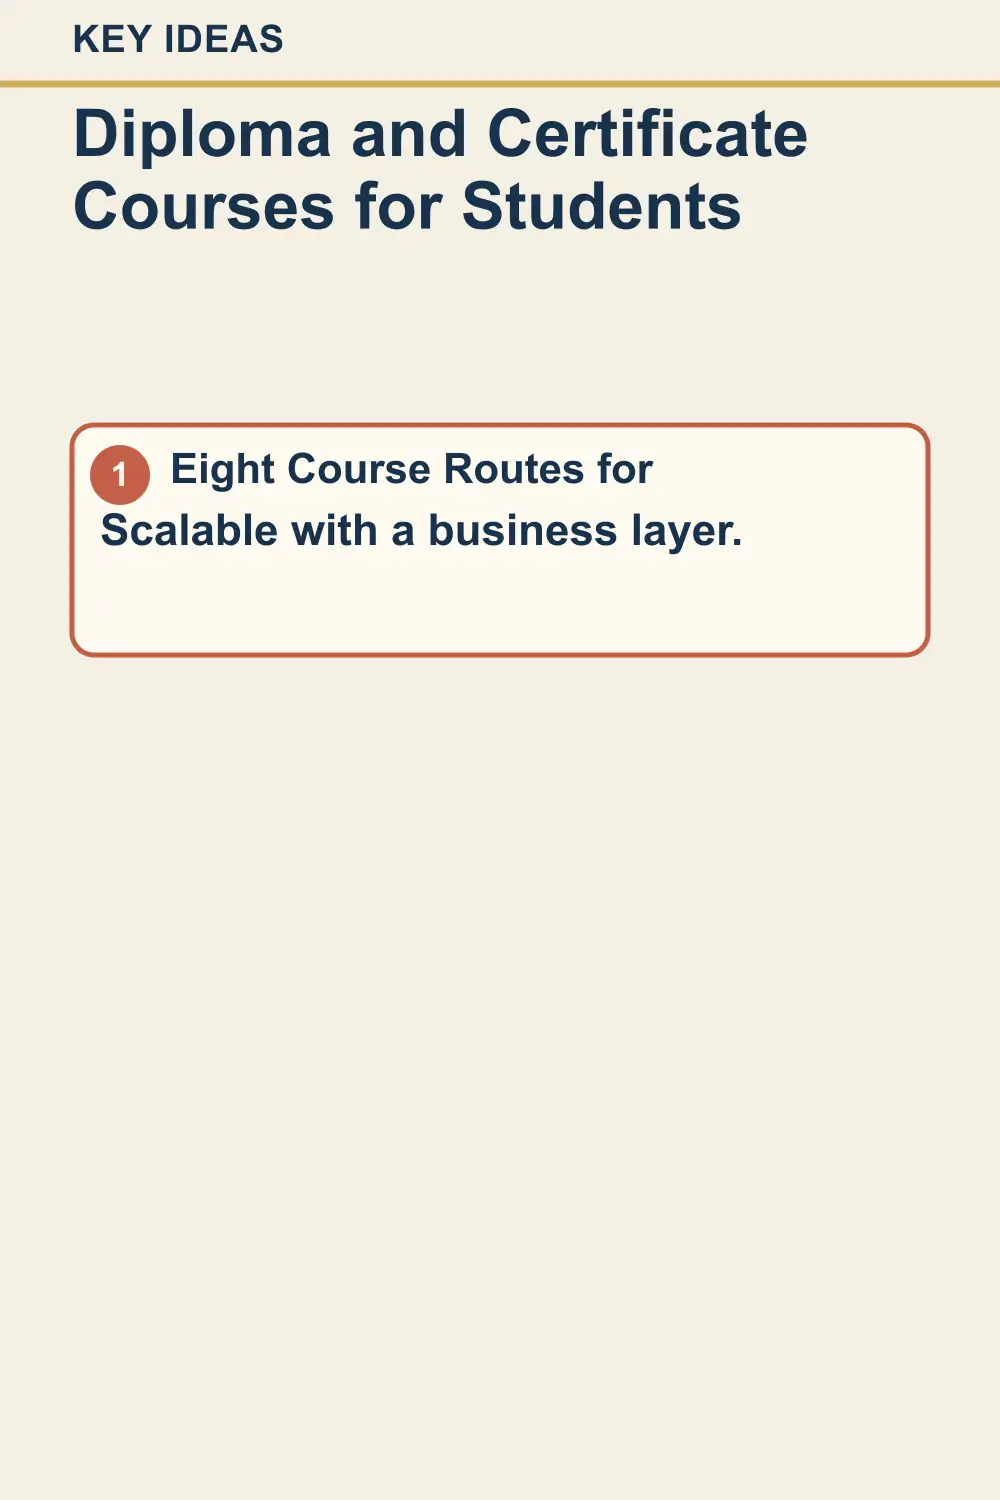 KEY IDEAS
Diploma and Certificate
Courses for Students
1 Eight Course Routes for
Scalable with a business layer.